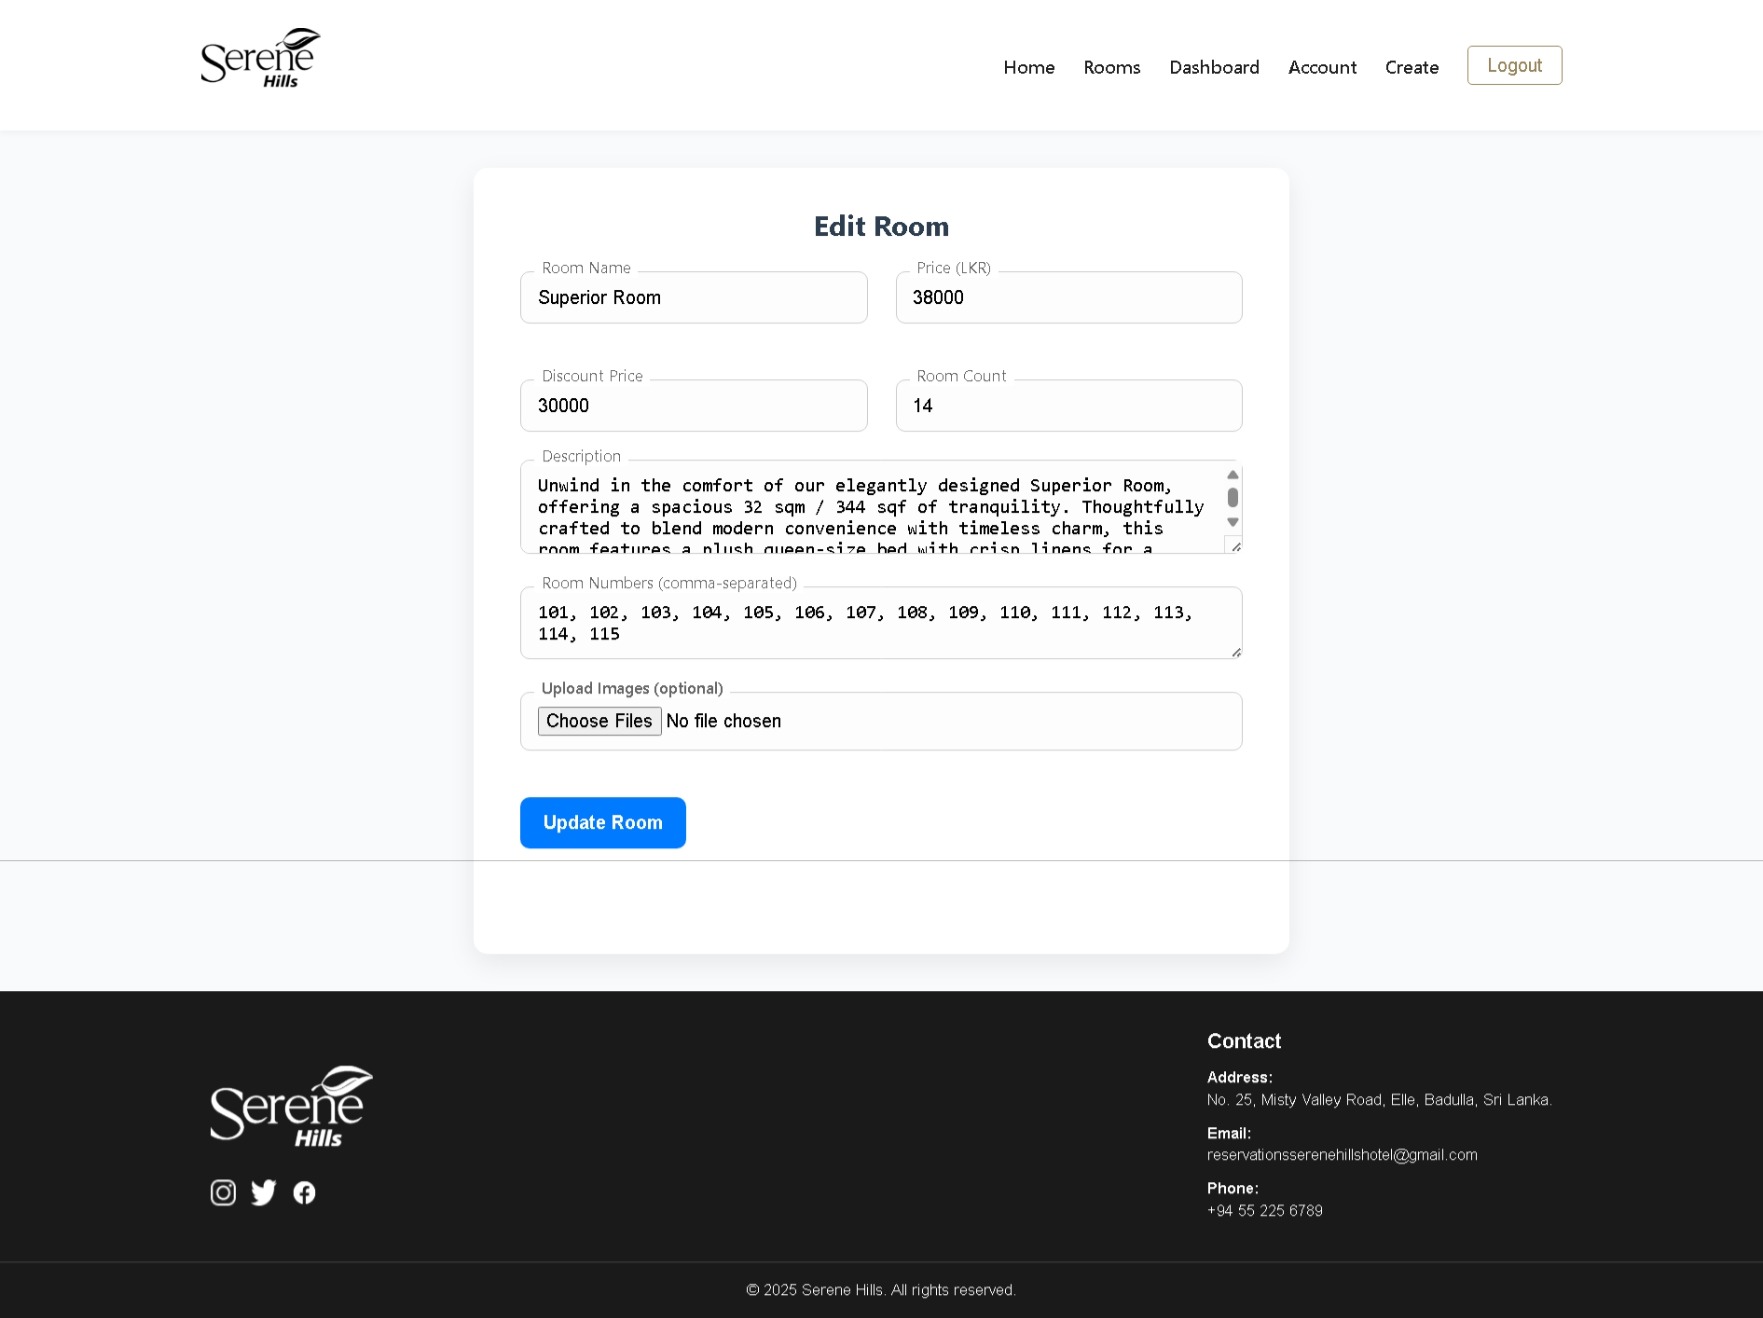 Serene
Hills
Home Rooms Dashboard Account Create Logout
Edit Room
Room Name
Superior Room
Price (LKR)
38000
Discount Price
30000
Room Count
14
Description
Unwind in the comfort of our elegantly designed Superior Room,
offering a spacious 32 sqm / 344 sqf of tranquility. Thoughtfully
crafted to blend modern convenience with timeless charm, this
room features a plush queen-size bed with crisp linens for a
Room Numbers (comma-separated)
101, 102, 103, 104, 105, 106, 107, 108, 109, 110, 111, 112, 113,
114, 115
Upload Images (optional)
Choose Files No file chosen
Update Room
Serene
Hills
Contact
Address:
No. 25, Misty Valley Road, Elle, Badulla, Sri Lanka.
Email:
reservationsserenehillshotel@gmail.com
Phone:
+94 55 225 6789
© 2025 Serene Hills. All rights reserved.